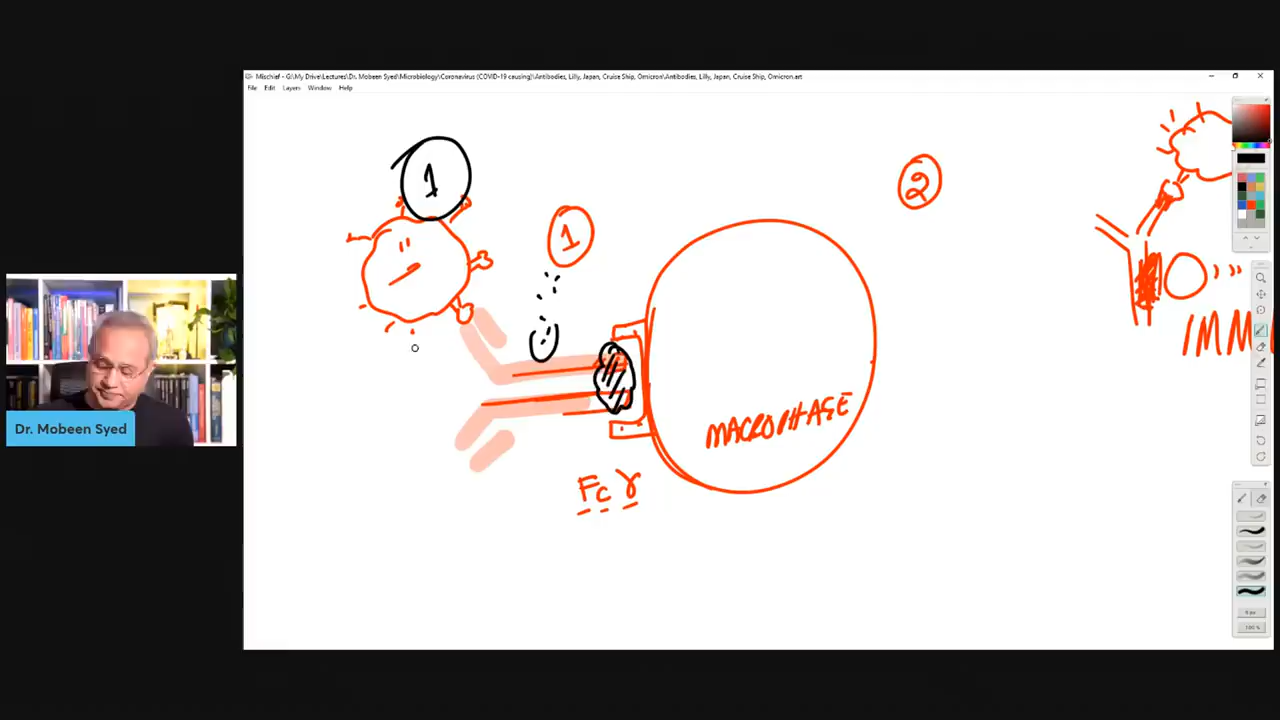 Mischief - G:\My Drive\Lectures\Dr. Mobeen Syed\Microbiology\Coronavirus (COVID-19 causing)\Antibodies, Lilly, Japan, Cruise Ship, Omicron\Antibodies, Lilly, Japan, Cruise Ship, Omicron.art
File Edit Layers Window Help
1
2
1
IMM
MACROPHAGE
Dr. Mobeen Syed
Fc γ
100 %